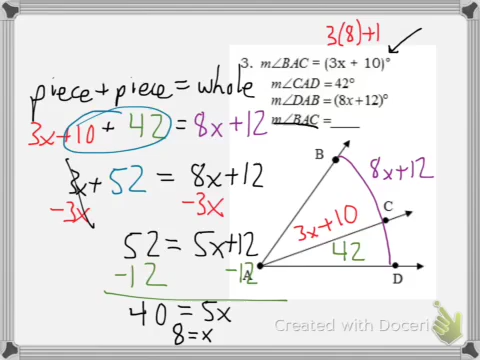 3(8)+1
3. m∠BAC = (3x + 10)°
m∠CAD = 42°
m∠DAB = (8x+12)°
m∠BAC = ___
piece + piece = whole
3x+10 + 42 = 8x+12
3x + 52 = 8x+12
-3x -3x
52 = 5x+12
-12 -12
40 = 5x
8 = x
B
8x+12
C
3x+10
42
A
D
Created with Doceri